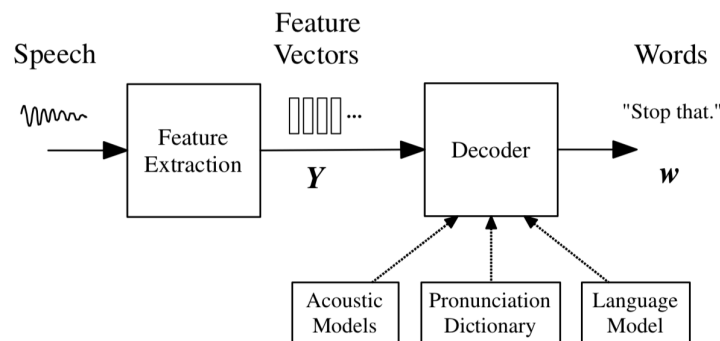 Speech
Feature
Vectors
Words
...
"Stop that."
Feature
Extraction
Decoder
Y
w
Acoustic
Models
Pronunciation
Dictionary
Language
Model